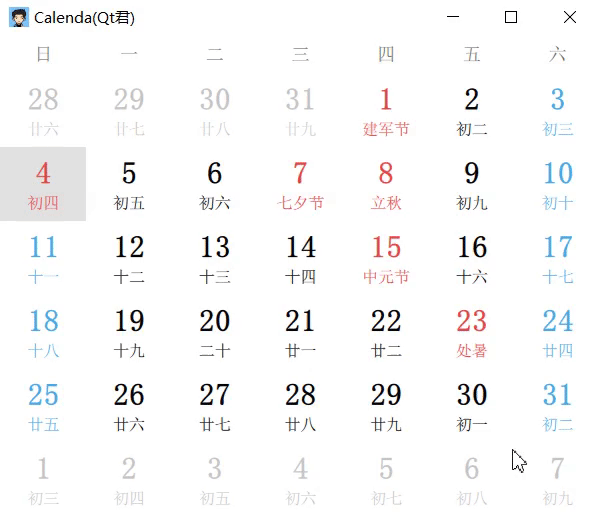 Calenda(Qt君)
日 一 二 三 四 五 六
28 29 30 31 1 2 3
廿六 廿七 廿八 廿九 建军节 初二 初三
4 5 6 7 8 9 10
初四 初五 初六 七夕节 立秋 初九 初十
11 12 13 14 15 16 17
十一 十二 十三 十四 中元节 十六 十七
18 19 20 21 22 23 24
十八 十九 二十 廿一 廿二 处暑 廿四
25 26 27 28 29 30 31
廿五 廿六 廿七 廿八 廿九 初一 初二
1 2 3 4 5 6 7
初三 初四 初五 初六 初七 初八 初九